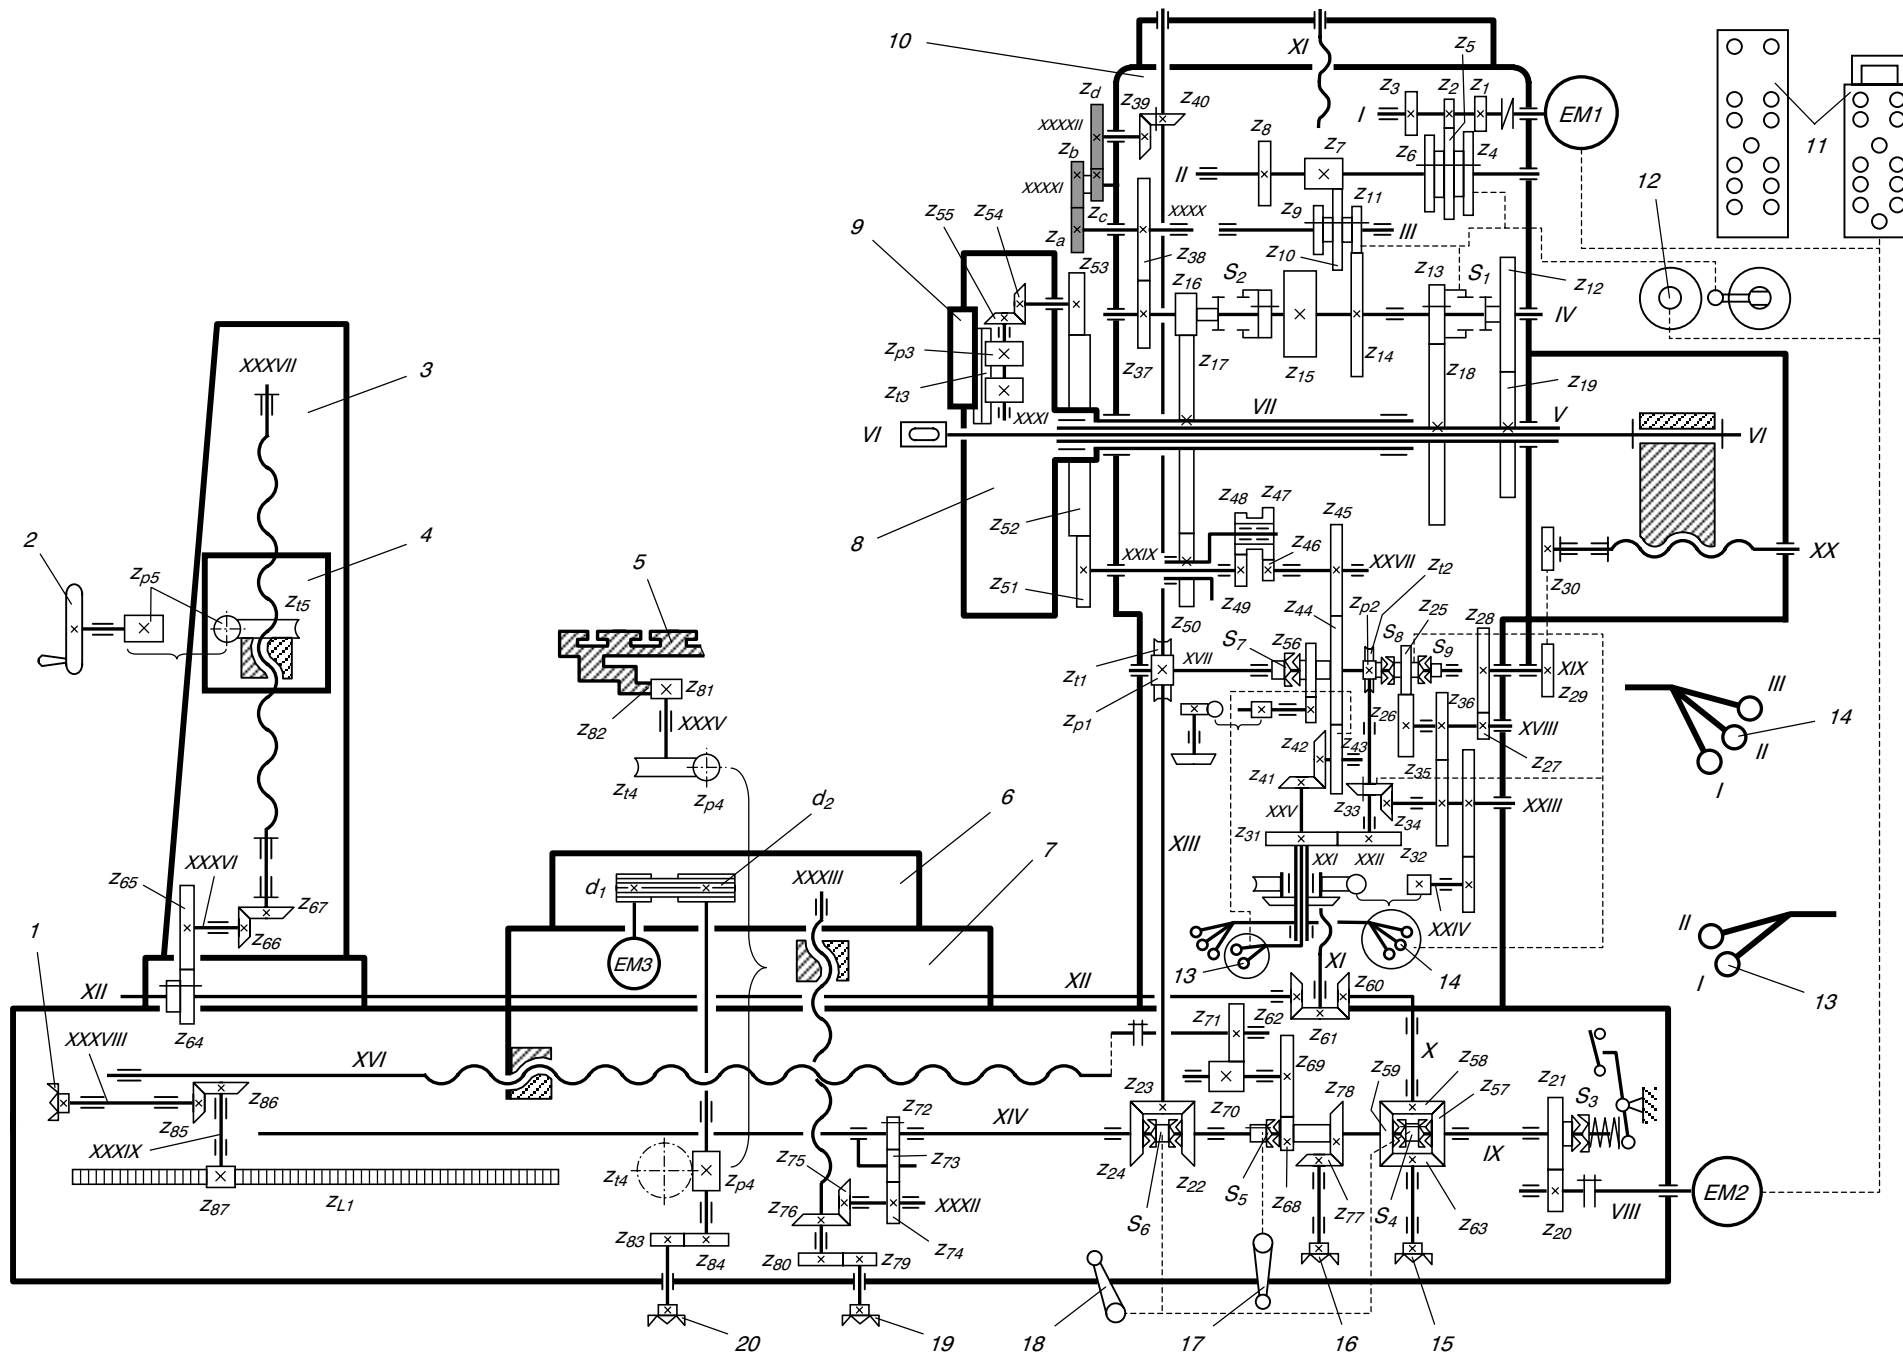 10
XI
z5
zd
z39
z40
z3
z2
z1
EM1
XXXXII
I
z8
z7
z6
z4
11
zb
XXXXI
II
z11
12
z55
z54
zc
XXXX
z9
9
za
z38
z10
III
z53
z16
S2
z13
S1
z12
IV
zp3
XXXVII
3
zt3
z37
z17
z15
z14
z18
z19
XXXI
VII
V
VI
VI
z48
z47
z45
z52
8
z46
2
4
5
XXIX
XXVII
zt2
XX
zp5
zt5
z51
z49
z44
zp2
z25
z28
z30
z50
S7
z56
S8
S9
XVII
XIX
zt1
z29
z81
III
z36
XXXV
zp1
z26
XVIII
14
z82
z42
z43
II
z41
z35
z27
zt4
zp4
I
d2
XXV
z33
z34
XXIII
6
z31
XIII
7
XXI
XXII
z32
XXXVI
d1
XXXIII
z65
z67
XXIV
II
1
z66
EM3
13
XI
14
I
13
XII
XII
z60
z71
z62
z61
z64
XXXVIII
XVI
z69
X
z58
z86
z23
z70
z78
z59
z57
z21
S3
z72
XIV
z85
XXXIX
z73
IX
z75
zt4
zp4
z24
z22
S5
EM2
z87
zL1
z76
XXXII
S6
z68
z77
S4
z63
VIII
z83
z84
z80
z79
z74
z20
20
19
18
17
16
15